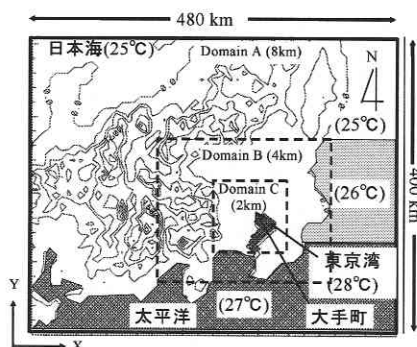 480 km
日本海(25℃)
Domain A (8km)
N
(25℃)
400 km
Domain B (4km)
(26℃)
Domain C
(2km)
東京湾
(28℃)
Y
0
(27℃)
太平洋
大手町
X